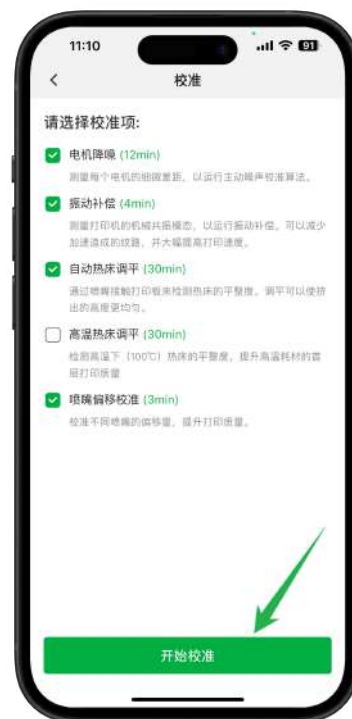 11:10
91
校准
请选择校准项:
电机降噪 (12min)
测量每个电机的细微差距，以运行主动噪声校准算法。
振动补偿 (4min)
测量打印机的机械共振模态，以运行振动补偿，可以减少
加速造成的纹路，并大幅提高打印速度。
自动热床调平 (30min)
通过喷嘴接触打印板来检测热床的平整度。调平可以使挤
出的高度更均匀。
高温热床调平 (30min)
检测高温下（100℃）热床的平整度，提升高温耗材的首
层打印质量
喷嘴偏移校准 (3min)
校准不同喷嘴的偏移量，提升打印质量。
开始校准